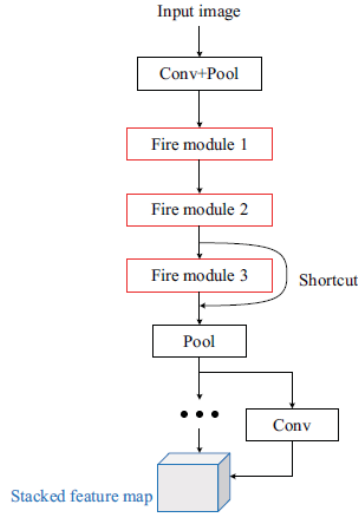 Input image
Conv+Pool
Fire module 1
Fire module 2
Fire module 3
Shortcut
Pool
Conv
Stacked feature map